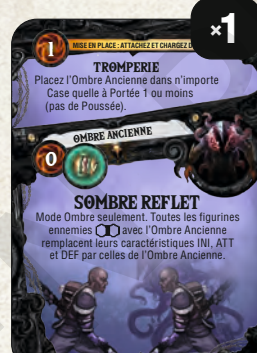 ×1
1
MISE EN PLACE : ATTACHEZ ET CHARGEZ
TROMPERIE
Placez l'Ombre Ancienne dans n'importe
Case quelle à Portée 1 ou moins
(pas de Poussée).
OMBRE ANCIENNE
0
SOMBRE REFLET
Mode Ombre seulement. Toutes les figurines
ennemies avec l'Ombre Ancienne
remplacent leurs caractéristiques INI, ATT
et DEF par celles de l'Ombre Ancienne.